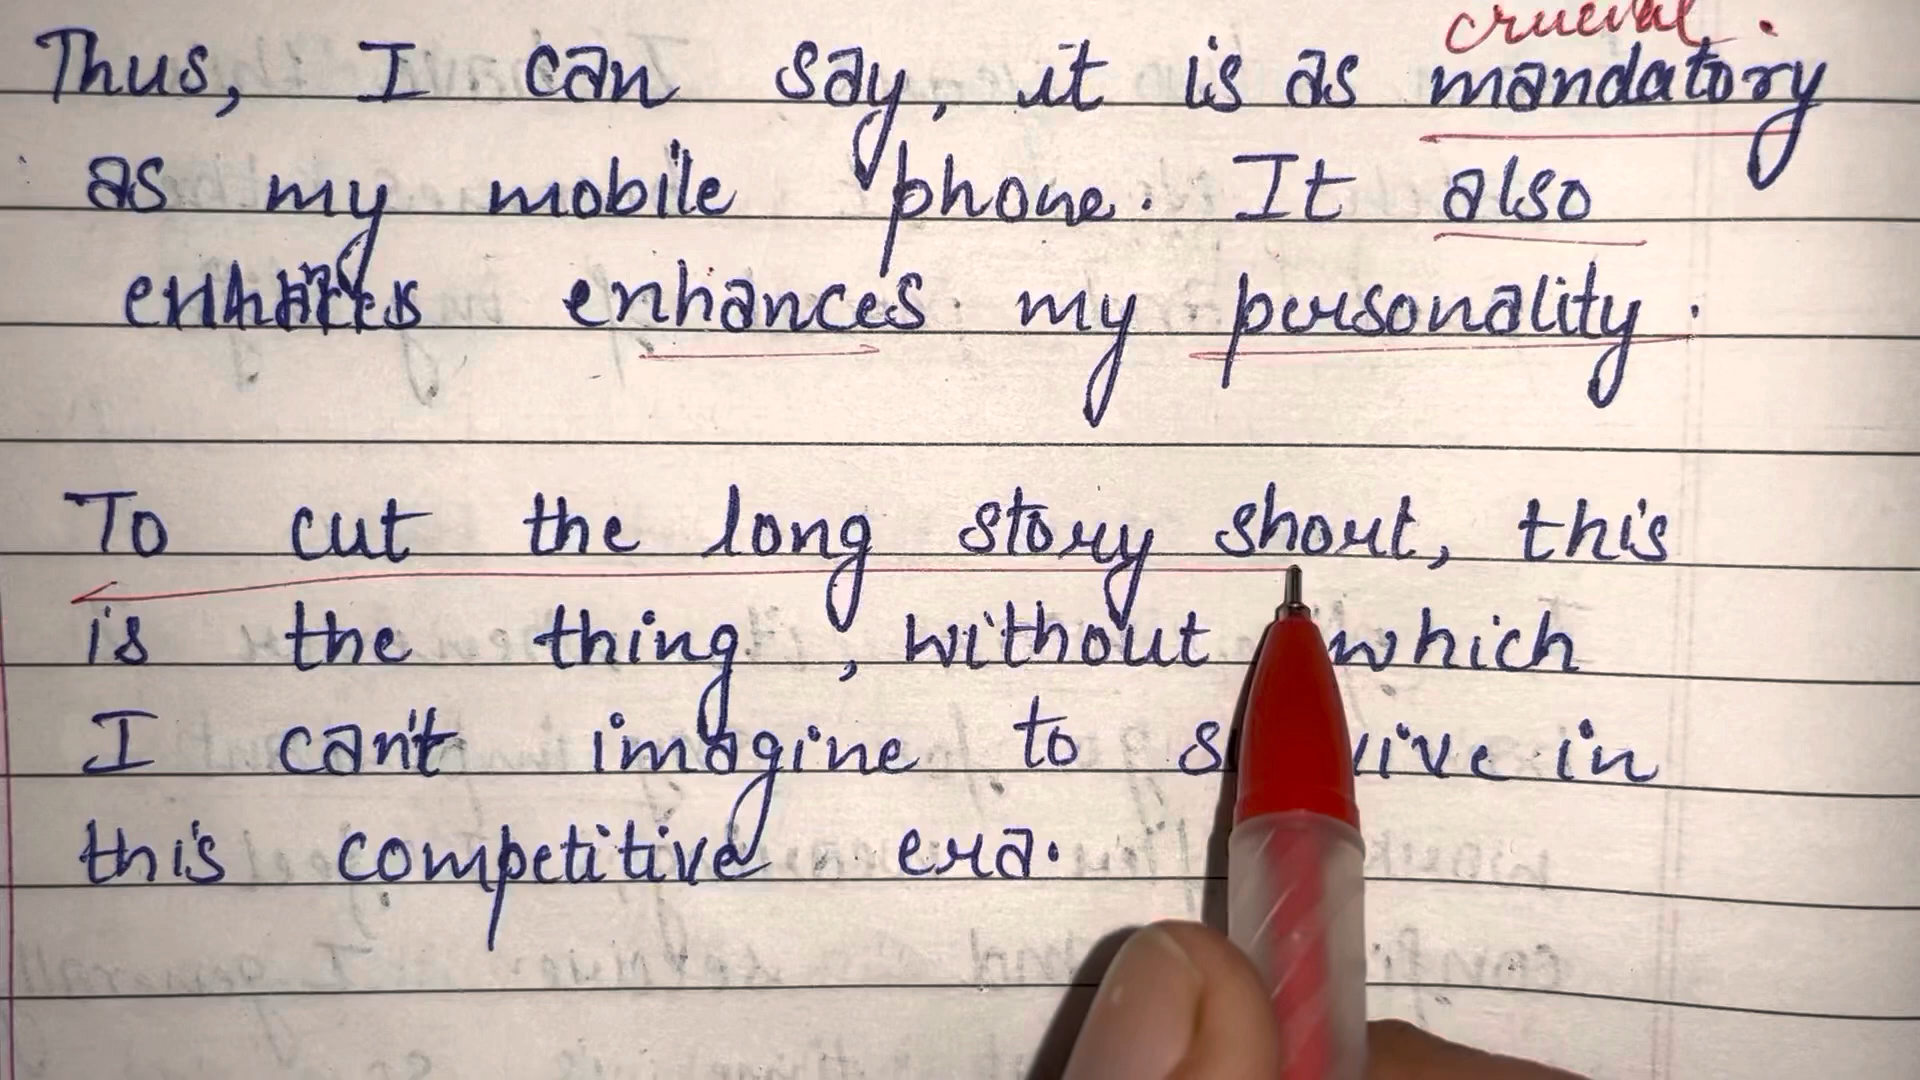 crucial.
Thus, I can say, it is as mandatory
as my mobile phone. It also
enhances my personality.
To cut the long story short, this
is the thing, without which
I can't imagine to in
this competitive era.